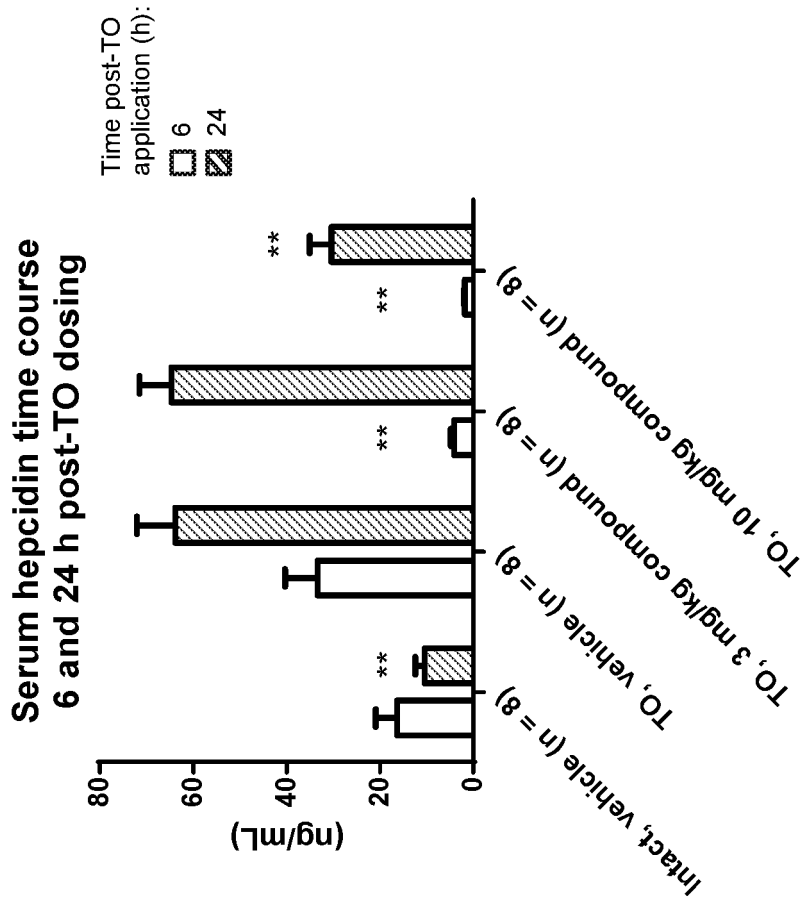 Serum hepcidin time course
6 and 24 h post-TO dosing
Time post-TO
application (h):
6
24
(ng/mL)
80
60
40
20
0
**
**
**
**
**
Intact, vehicle (n = 8)
TO, vehicle (n = 8)
TO, 3 mg/kg compound (n = 8)
TO, 10 mg/kg compound (n = 8)